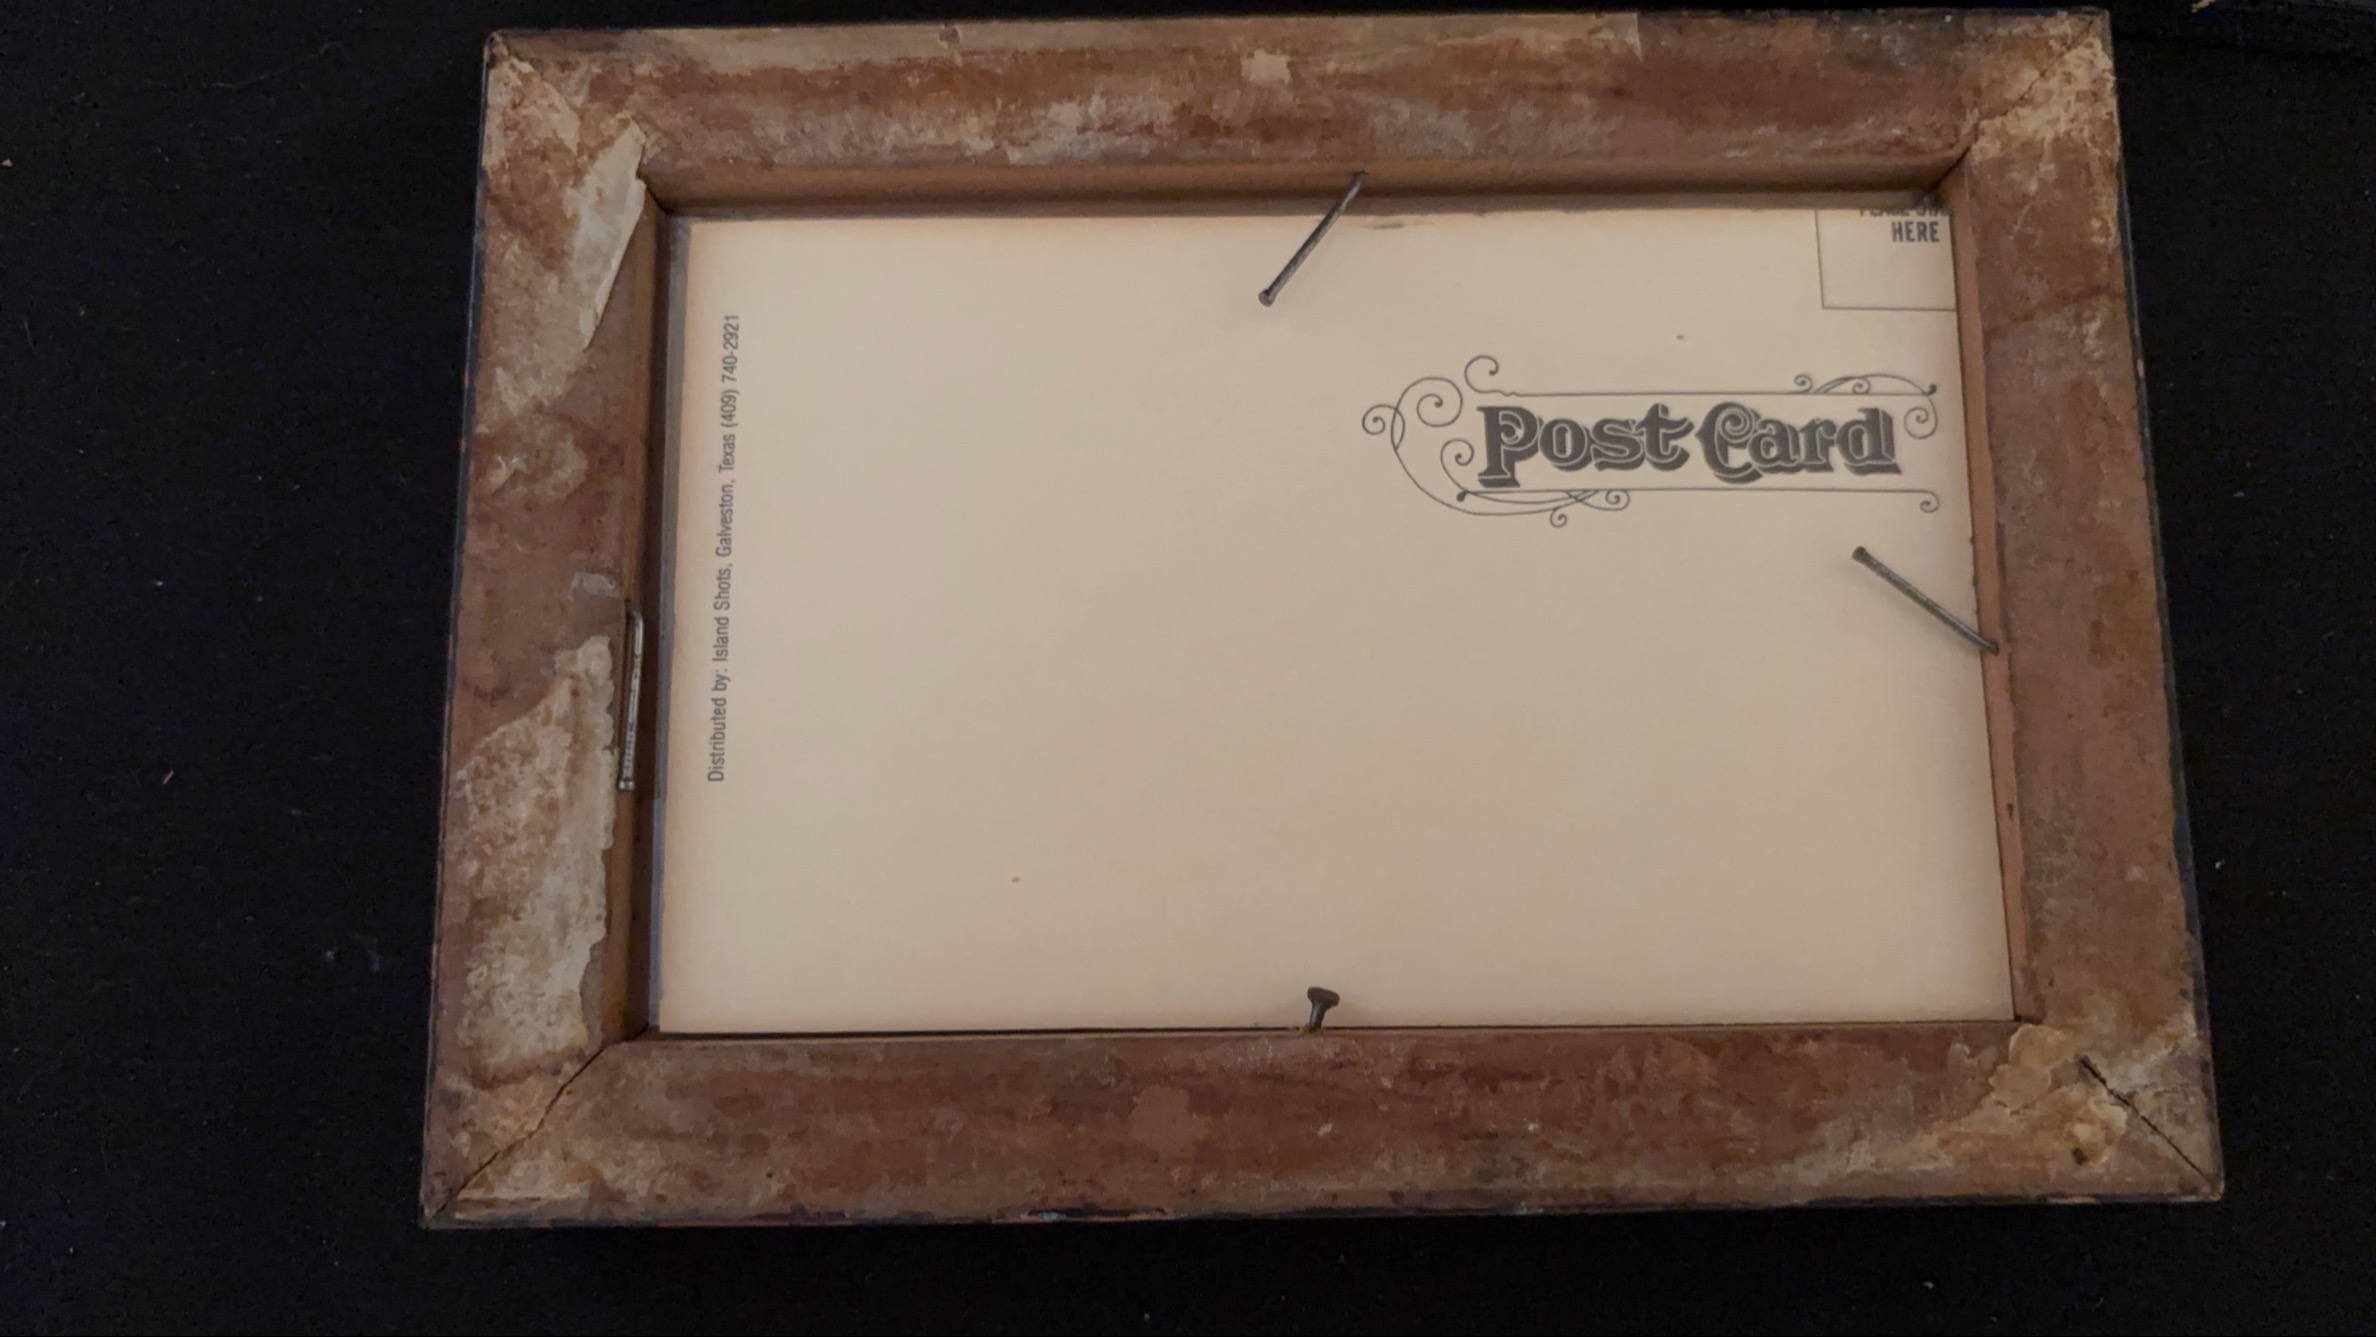 HERE
Post Card
Distributed by: Island Shots, Galveston, Texas (409) 740-2921